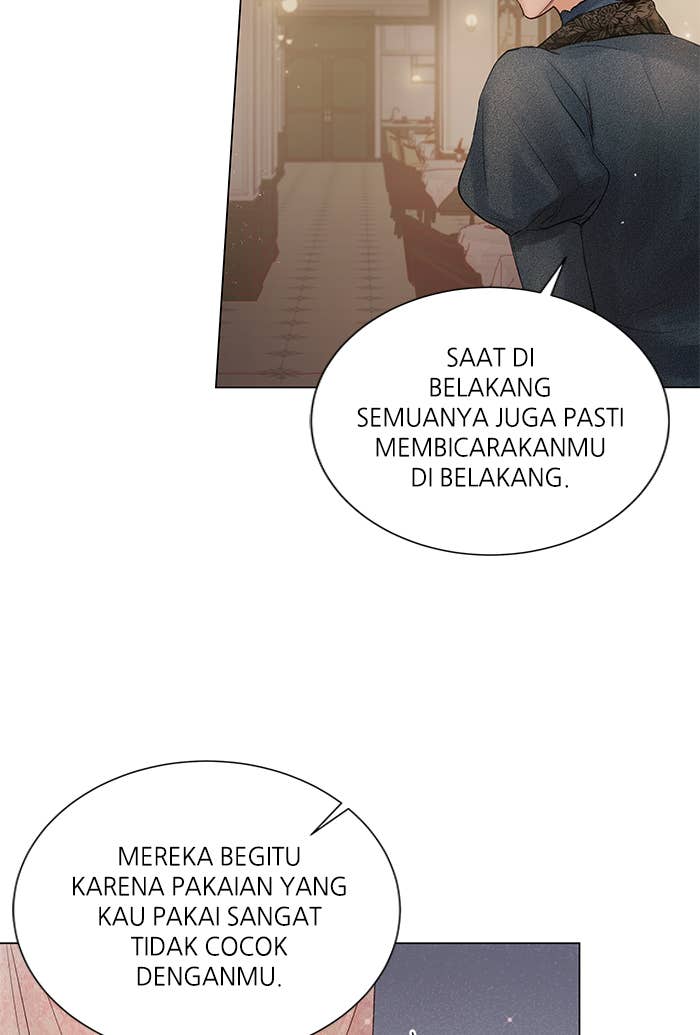 SAAT DI
BELAKANG
SEMUANYA JUGA PASTI
MEMBICARAKANMU
DI BELAKANG.
MEREKA BEGITU
KARENA PAKAIAN YANG
KAU PAKAI SANGAT
TIDAK COCOK
DENGANMU.